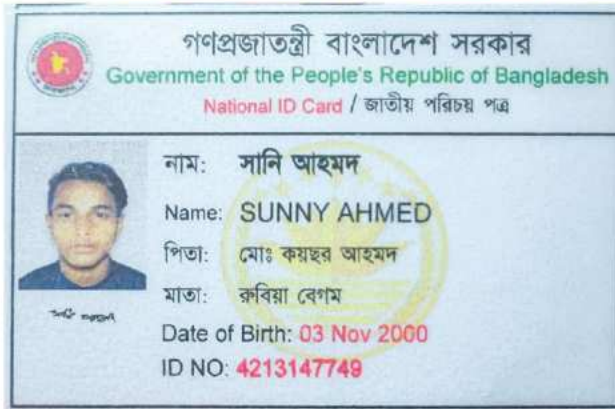 গণপ্রজাতন্ত্রী বাংলাদেশ সরকার
Government of the People's Republic of Bangladesh
National ID Card / জাতীয় পরিচয় পত্র
নাম: সানি আহমদ
Name: SUNNY AHMED
পিতা: মোঃ কয়ছর আহমদ
মাতা: রুবিয়া বেগম
Date of Birth: 03 Nov 2000
ID NO: 4213147749